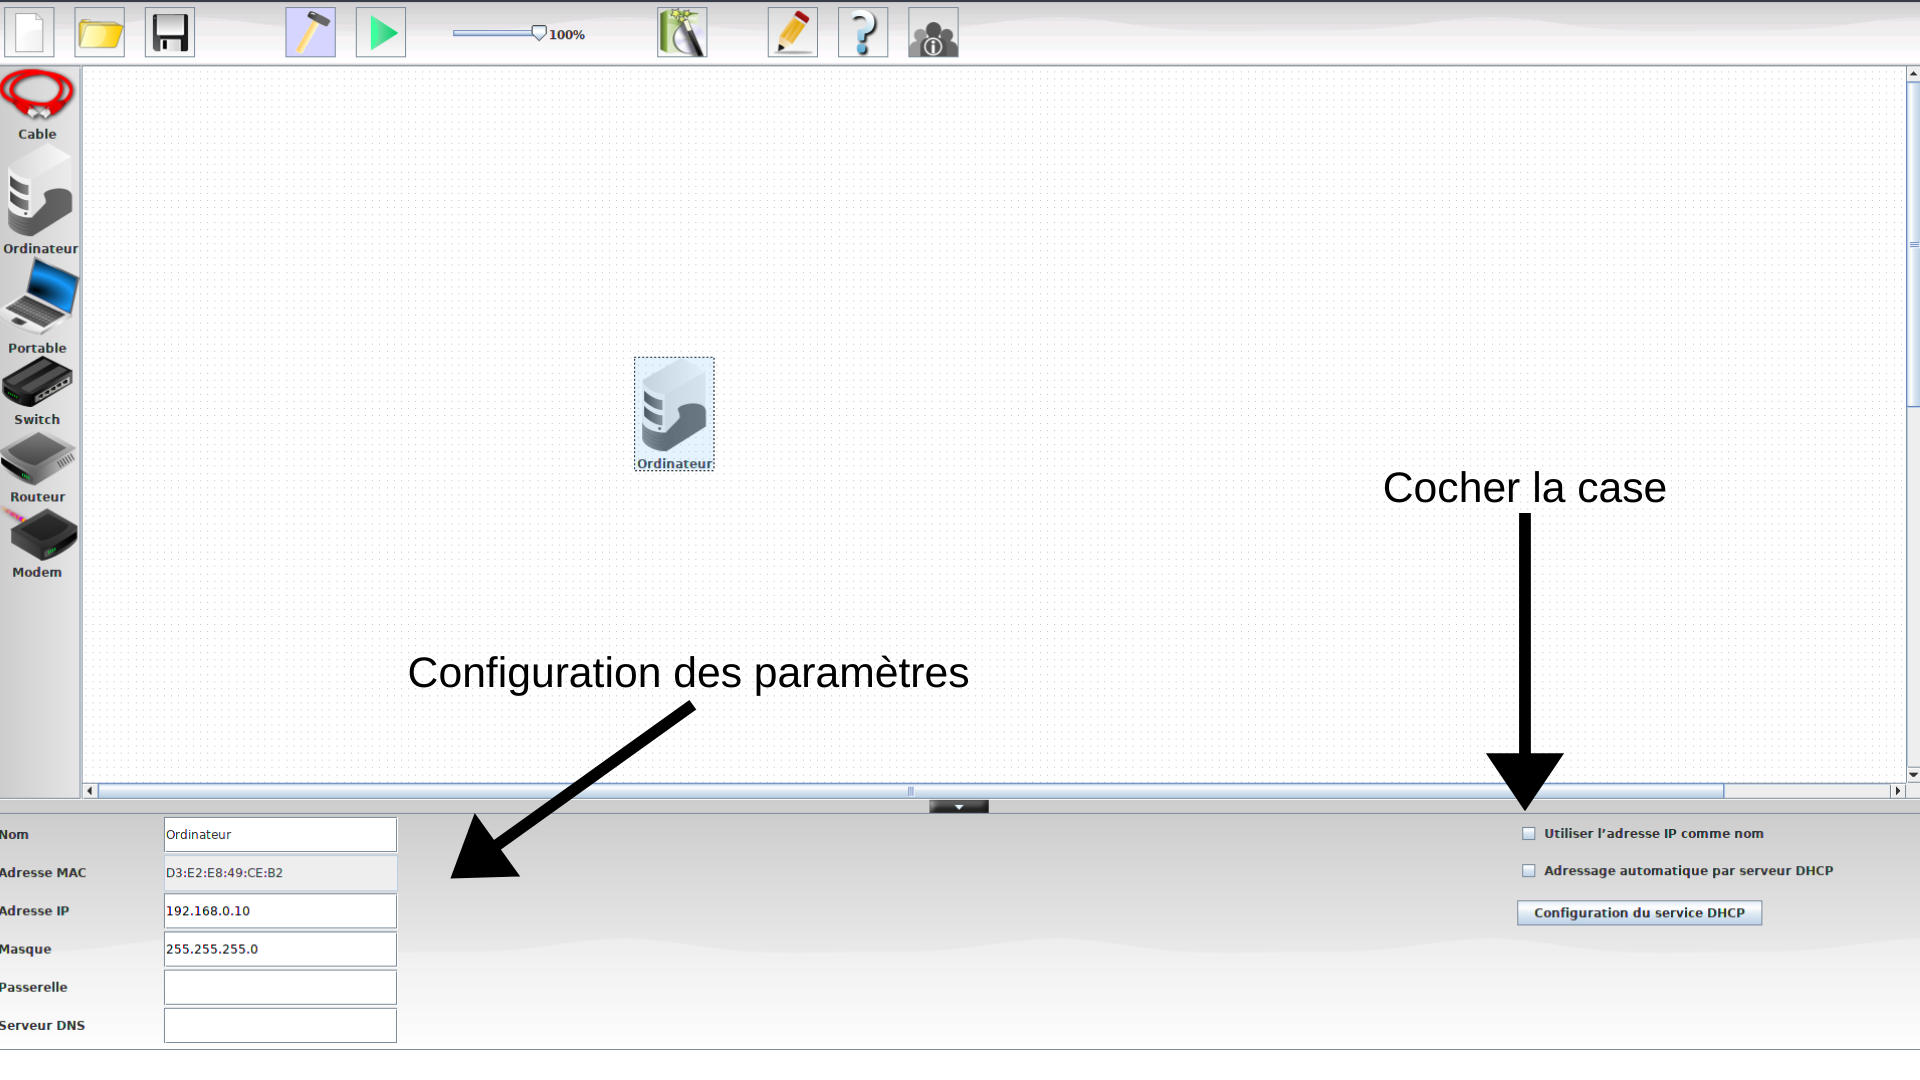 100%
Cable
Ordinateur
Portable
Switch
Routeur
Modem
Ordinateur
Cocher la case
Configuration des paramètres
Nom Ordinateur
Adresse MAC D3:E2:E8:49:CE:B2
Adresse IP 192.168.0.10
Masque 255.255.255.0
Passerelle
Serveur DNS
Utiliser l’adresse IP comme nom
Adressage automatique par serveur DHCP
Configuration du service DHCP